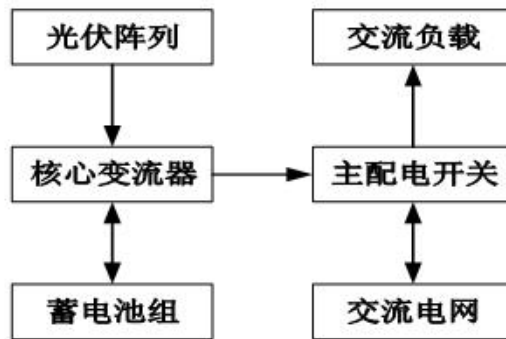 光伏阵列
交流负载
核心变流器
主配电开关
蓄电池组
交流电网